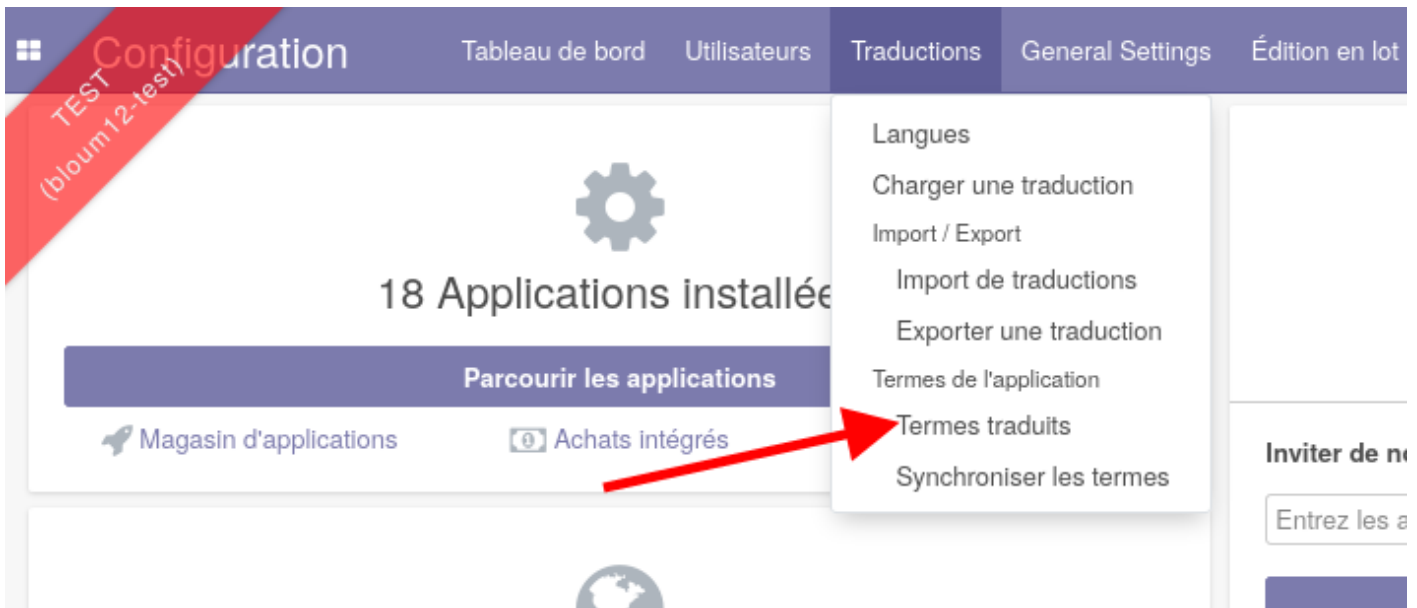 Configuration
Tableau de bord
Utilisateurs
Traductions
General Settings
Édition en lot
TEST
(bloum12-test)
Langues
Charger une traduction
Import / Export
Import de traductions
Exporter une traduction
Termes de l'application
Termes traduits
Synchroniser les termes
18 Applications installée
Parcourir les applications
Magasin d'applications
Achats intégrés
Inviter de no
Entrez les a